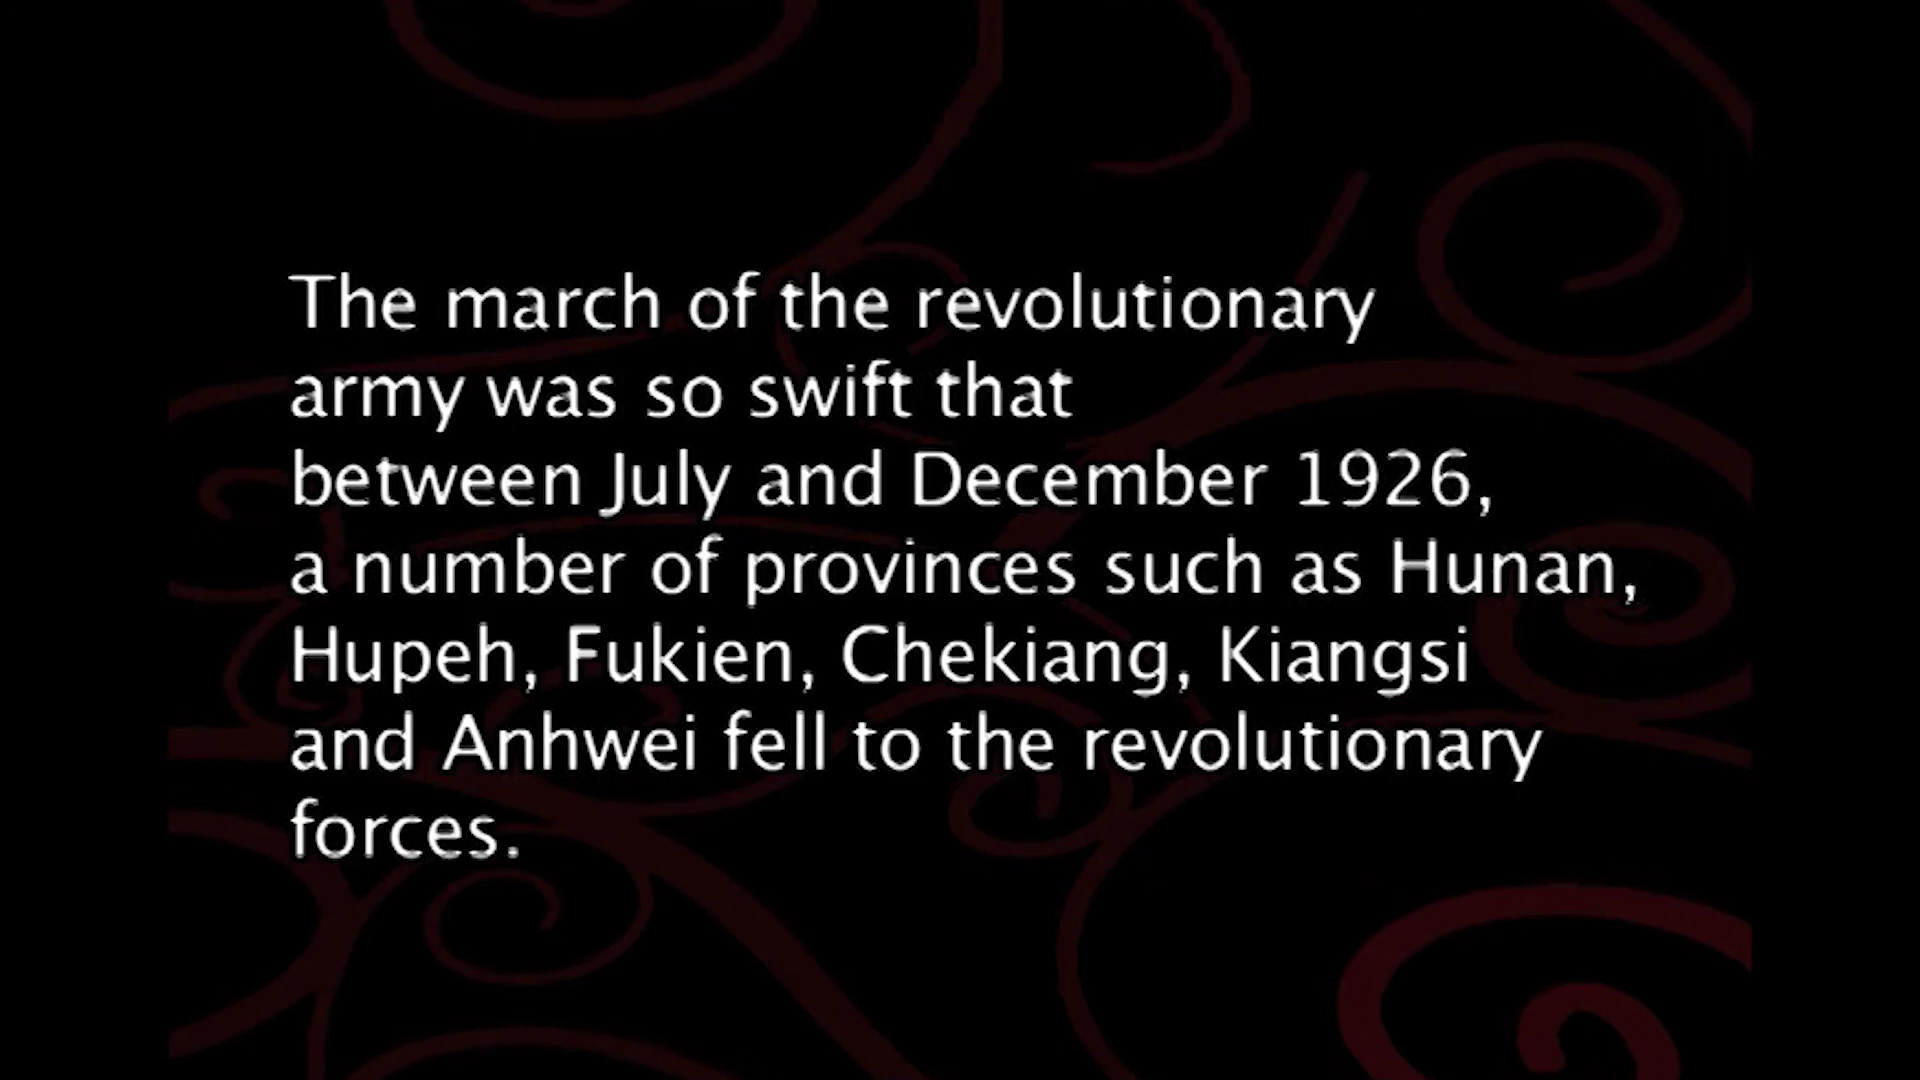 The march of the revolutionary
army was so swift that
between July and December 1926,
a number of provinces such as Hunan,
Hupeh, Fukien, Chekiang, Kiangsi
and Anhwei fell to the revolutionary
forces.